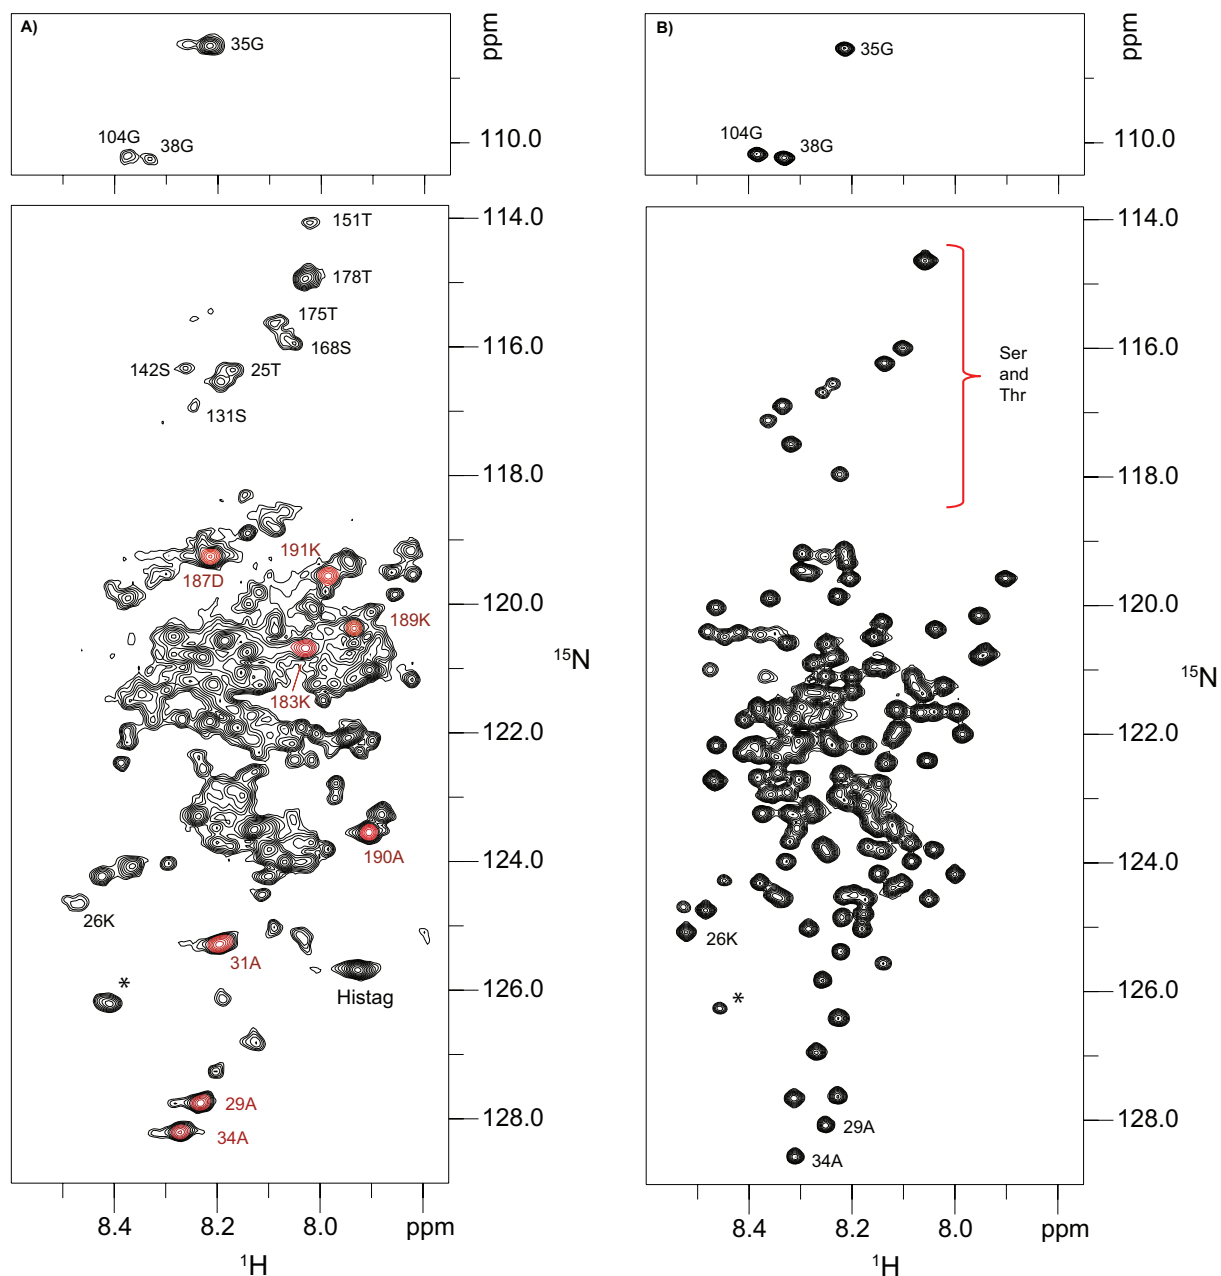 A)
35G
104G
38G
ppm
110.0
151T
178T
175T
168S
142S
25T
131S
191K
187D
189K
183K
190A
26K
31A
*
Histag
29A
34A
114.0
116.0
118.0
120.0
15N
122.0
124.0
126.0
128.0
8.4 8.2 8.0 ppm
1H
B)
35G
104G
38G
ppm
110.0
Ser
and
Thr
26K
*
29A
34A
114.0
116.0
118.0
120.0
15N
122.0
124.0
126.0
128.0
8.4 8.2 8.0 ppm
1H